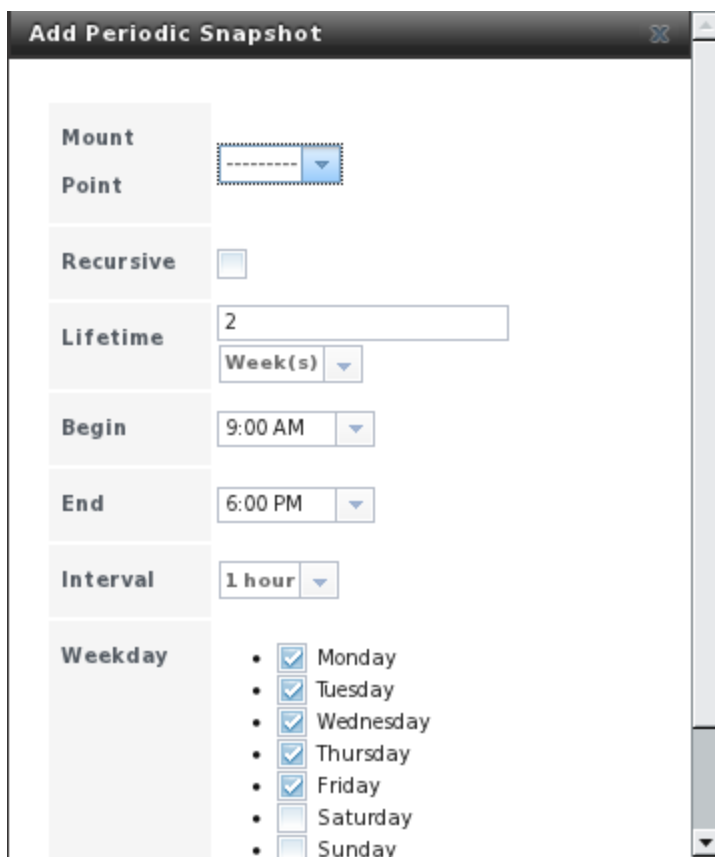 Add Periodic Snapshot
Mount
Point
---------
Recursive
Lifetime
2
Week(s)
Begin
9:00 AM
End
6:00 PM
Interval
1 hour
Weekday
Monday
Tuesday
Wednesday
Thursday
Friday
Saturday
Sunday